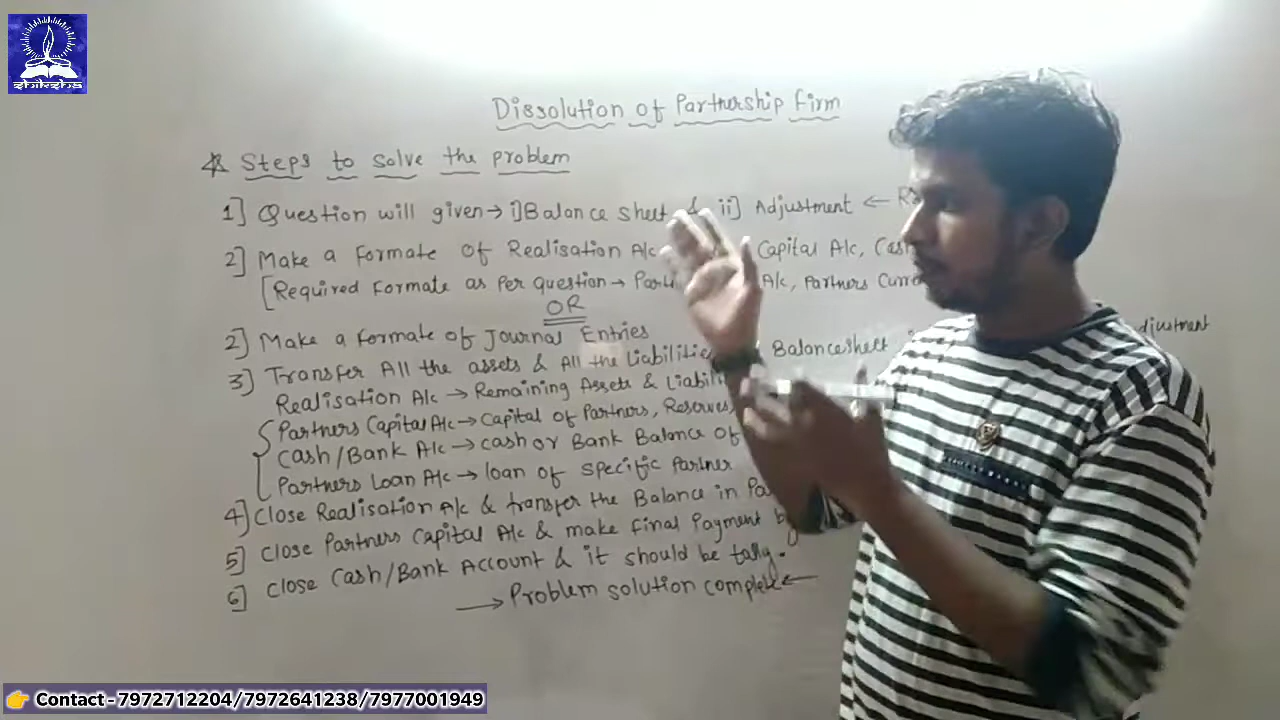 shiksha
Dissolution of Partnership Firm
Steps to solve the problem
1] Question will given → i] Balance Sheet & ii] Adjustment ←
2] Make a Formate of Realisation A/c Capital A/c,
[Required Formate as Per question → A/c, Partners
OR
2] Make a Formate of Journal Entries
3] Transfer All the assets & All the Balancesheet
Realisation A/c → Remaining Assets &
Partners Capital A/c → Capital of Partners, Reserves,
Cash/Bank A/c → cash or Bank Balance of
Partners Loan A/c → loan of specific Partner
4] Close Realisation A/c & transfer the Balance in
5] Close Partners Capital A/c & make final Payment
6] Close Cash/Bank Account & it should be tally.
→ Problem solution complete ←
👉 Contact - 7972712204/7972641238/7977001949